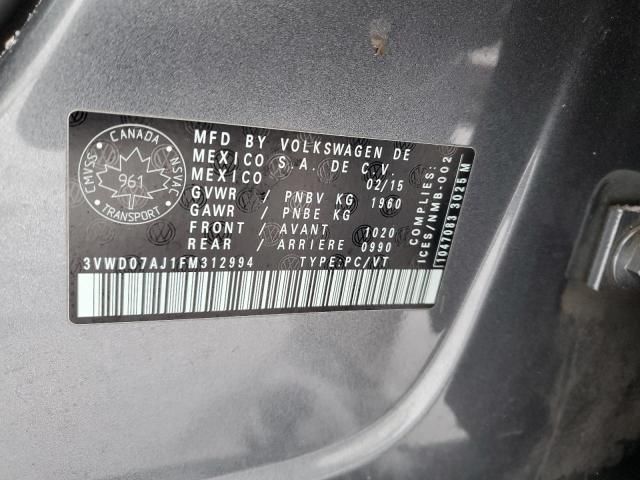 CANADA
CMVSS
NSVAC
961
TRANSPORT
MFD BY VOLKSWAGEN DE
MEXICO S.A. DE C.V.
MEXICO 02/15
GVWR / PNBV KG 1960
GAWR / PNBE KG
FRONT / AVANT 1020
REAR / ARRIERE 0990
3VWD07AJ1FM312994 TYPE:PC/VT
COMPLIES:
ICES/NMB-002
1047083 3026 M